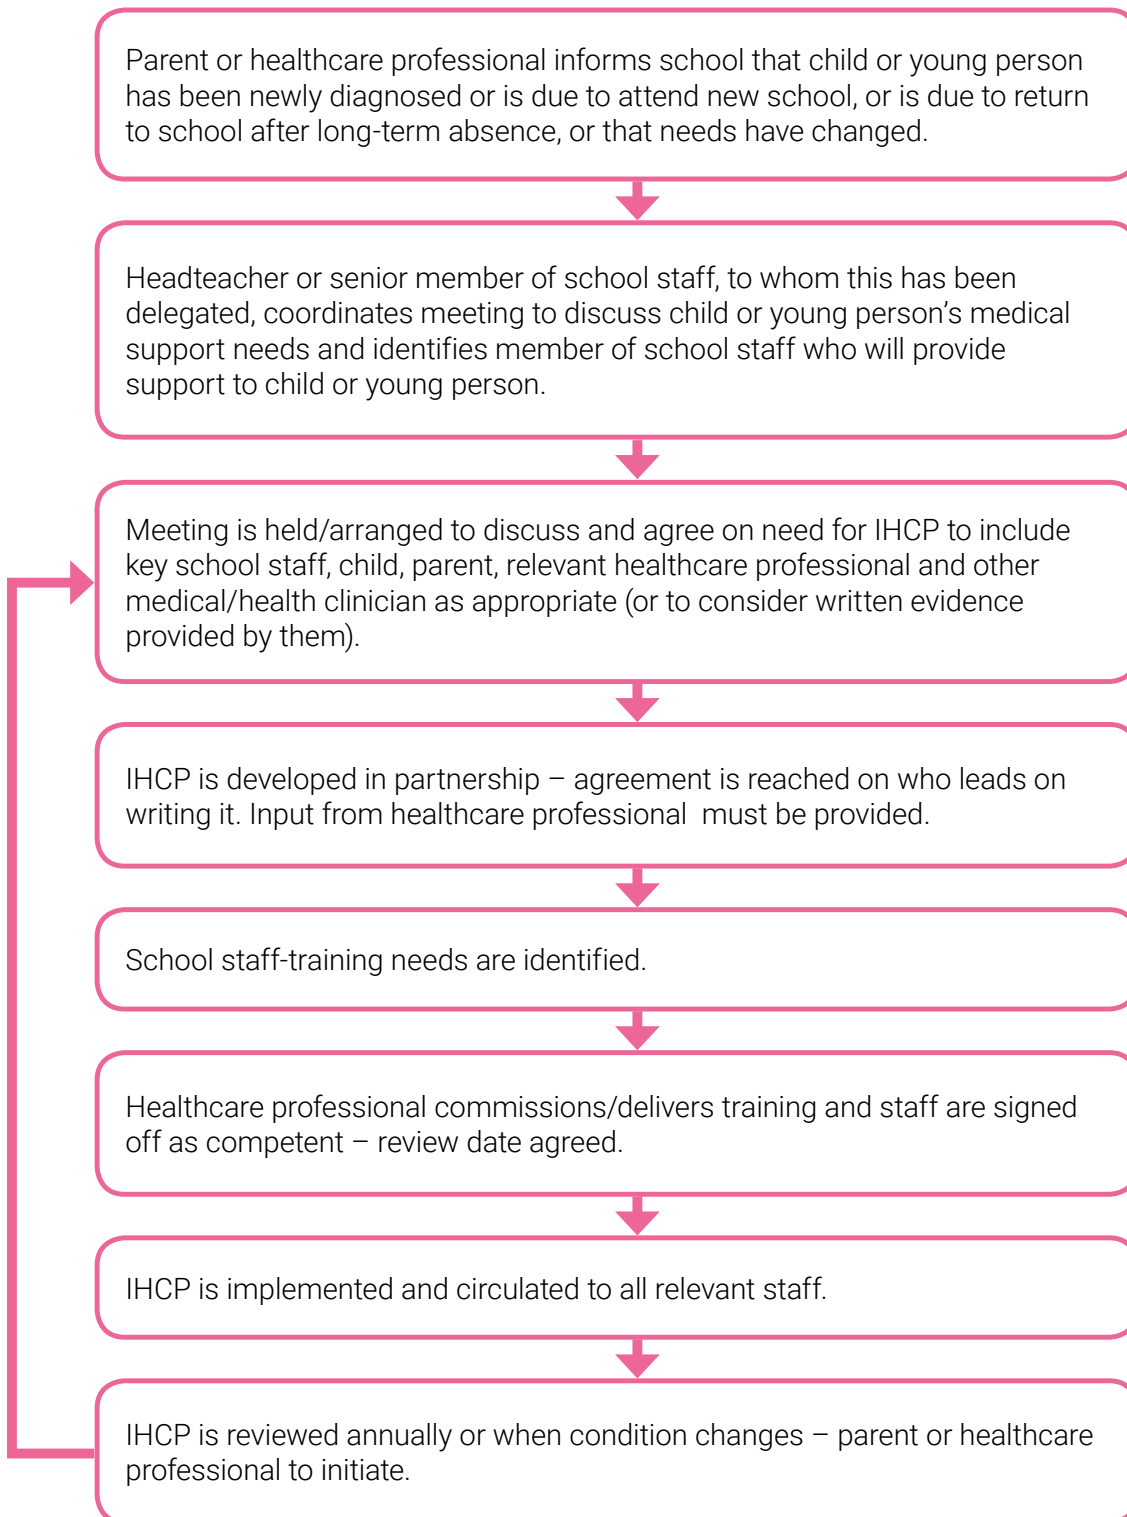 Parent or healthcare professional informs school that child or young person
has been newly diagnosed or is due to attend new school, or is due to return
to school after long-term absence, or that needs have changed.
Headteacher or senior member of school staff, to whom this has been
delegated, coordinates meeting to discuss child or young person’s medical
support needs and identifies member of school staff who will provide
support to child or young person.
Meeting is held/arranged to discuss and agree on need for IHCP to include
key school staff, child, parent, relevant healthcare professional and other
medical/health clinician as appropriate (or to consider written evidence
provided by them).
IHCP is developed in partnership – agreement is reached on who leads on
writing it. Input from healthcare professional  must be provided.
School staff-training needs are identified.
Healthcare professional commissions/delivers training and staff are signed
off as competent – review date agreed.
IHCP is implemented and circulated to all relevant staff.
IHCP is reviewed annually or when condition changes – parent or healthcare
professional to initiate.